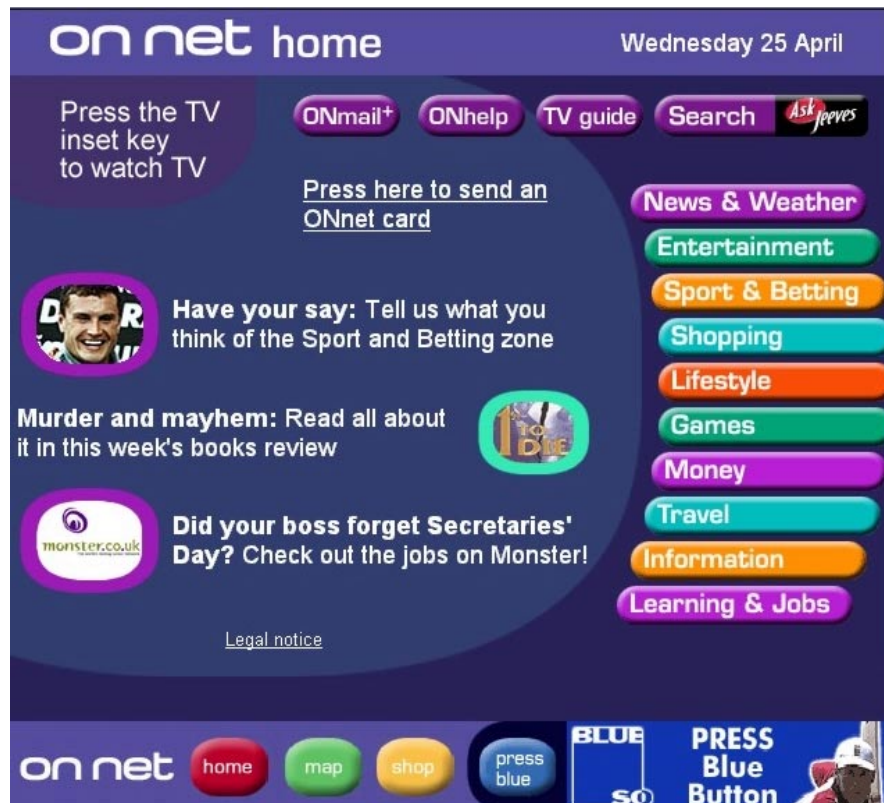 on net home
Wednesday 25 April
Press the TV
inset key
to watch TV
ONmail+
ONhelp
TV guide
Search
Ask Jeeves
Press here to send an
ONnet card
News & Weather
Entertainment
Sport & Betting
Shopping
Lifestyle
Games
Money
Travel
Information
Learning & Jobs
Have your say: Tell us what you
think of the Sport and Betting zone
Murder and mayhem: Read all about
it in this week's books review
1st
TO
DIE
monster.co.uk
Did your boss forget Secretaries'
Day? Check out the jobs on Monster!
Legal notice
on net
home
map
shop
press
blue
BLUE
SQ
PRESS
Blue
Button